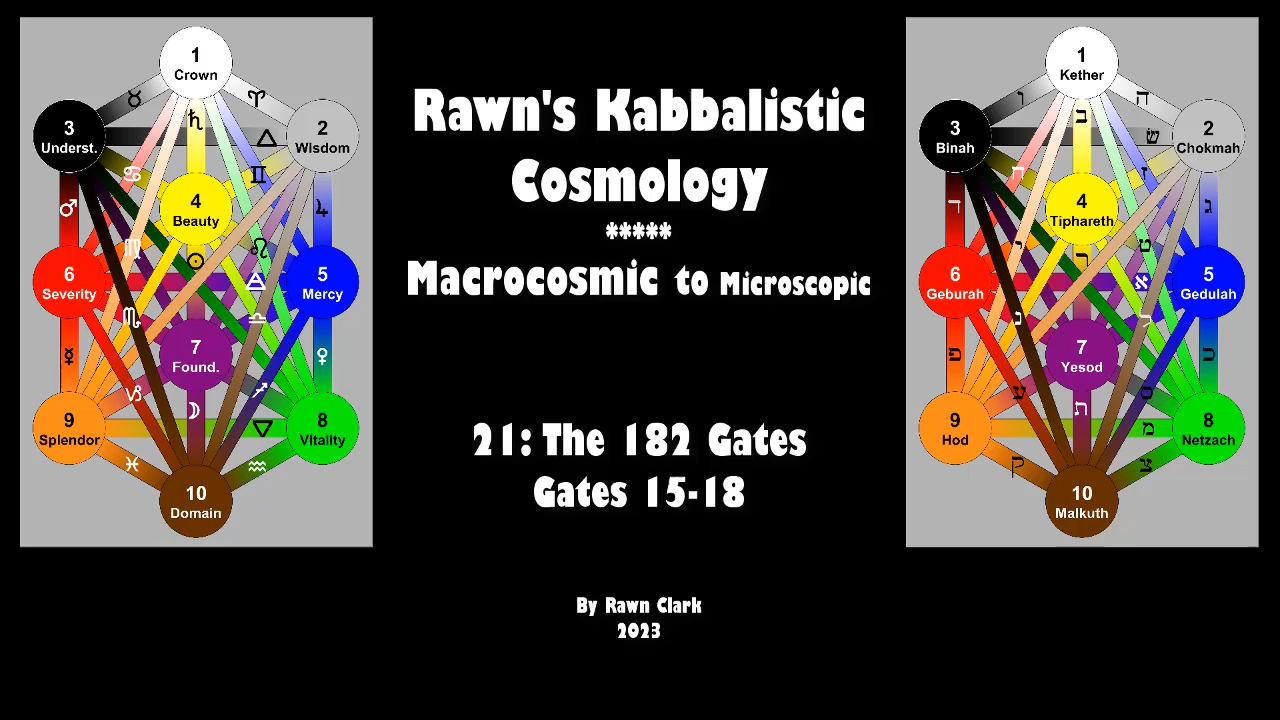 1
Crown
♉ ♈
♄
3
Underst.
△
2
Wisdom
♋ ♊
4
Beauty
♂ ♃
♍ ♌
☉
6
Severity
🜁
5
Mercy
♏ ♎
7
Found.
☿ ♀
♑ ♐
☽
9
Splendor
▽
8
Vitality
♓ ♒
10
Domain
Rawn's Kabbalistic
Cosmology
*****
Macrocosmic to Microscopic
21: The 182 Gates
Gates 15-18
By Rawn Clark
2023
1
Kether
ו ה
ב
3
Binah
ש
2
Chokmah
ח ז
4
Tiphareth
ד ג
י ט
ר
6
Geburah
א
5
Gedulah
נ ל
7
Yesod
פ
ע ס
ת
9
Hod
מ
8
Netzach
ק צ
10
Malkuth